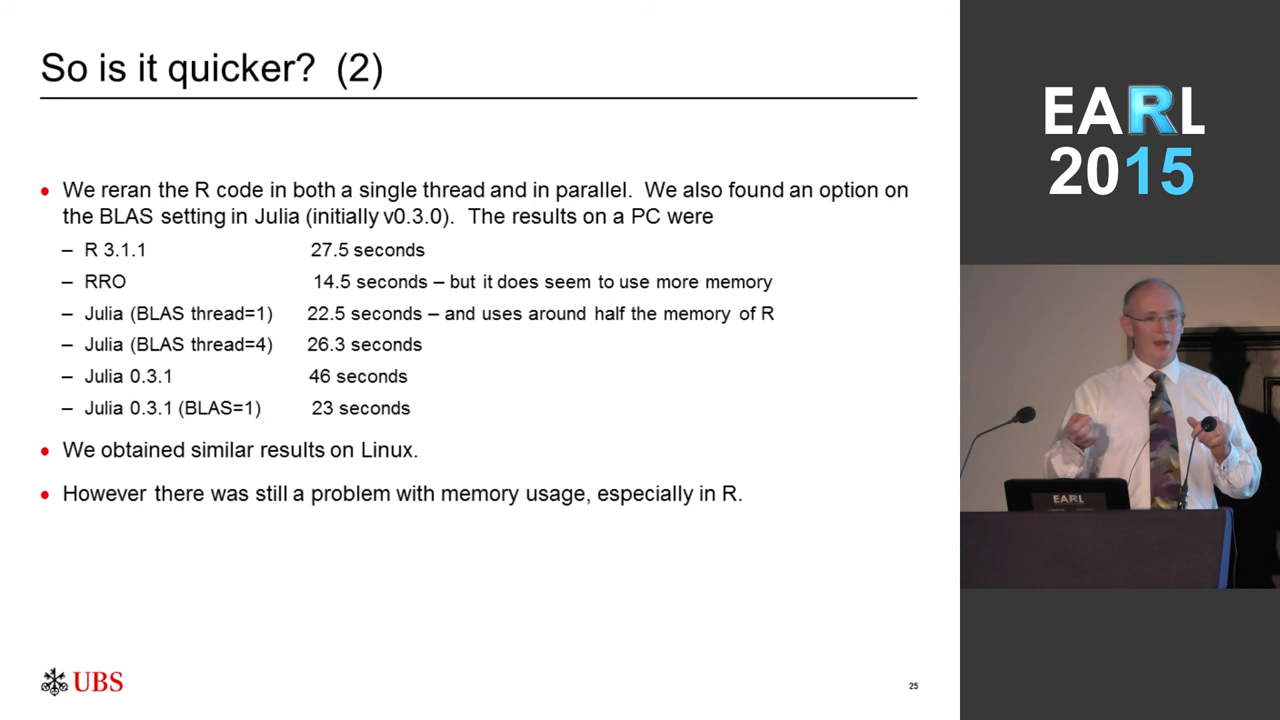 So is it quicker? (2)
• We reran the R code in both a single thread and in parallel. We also found an option on
the BLAS setting in Julia (initially v0.3.0). The results on a PC were
– R 3.1.1 27.5 seconds
– RRO 14.5 seconds – but it does seem to use more memory
– Julia (BLAS thread=1) 22.5 seconds – and uses around half the memory of R
– Julia (BLAS thread=4) 26.3 seconds
– Julia 0.3.1 46 seconds
– Julia 0.3.1 (BLAS=1) 23 seconds
• We obtained similar results on Linux.
• However there was still a problem with memory usage, especially in R.
UBS
25
EARL
2015
EARL